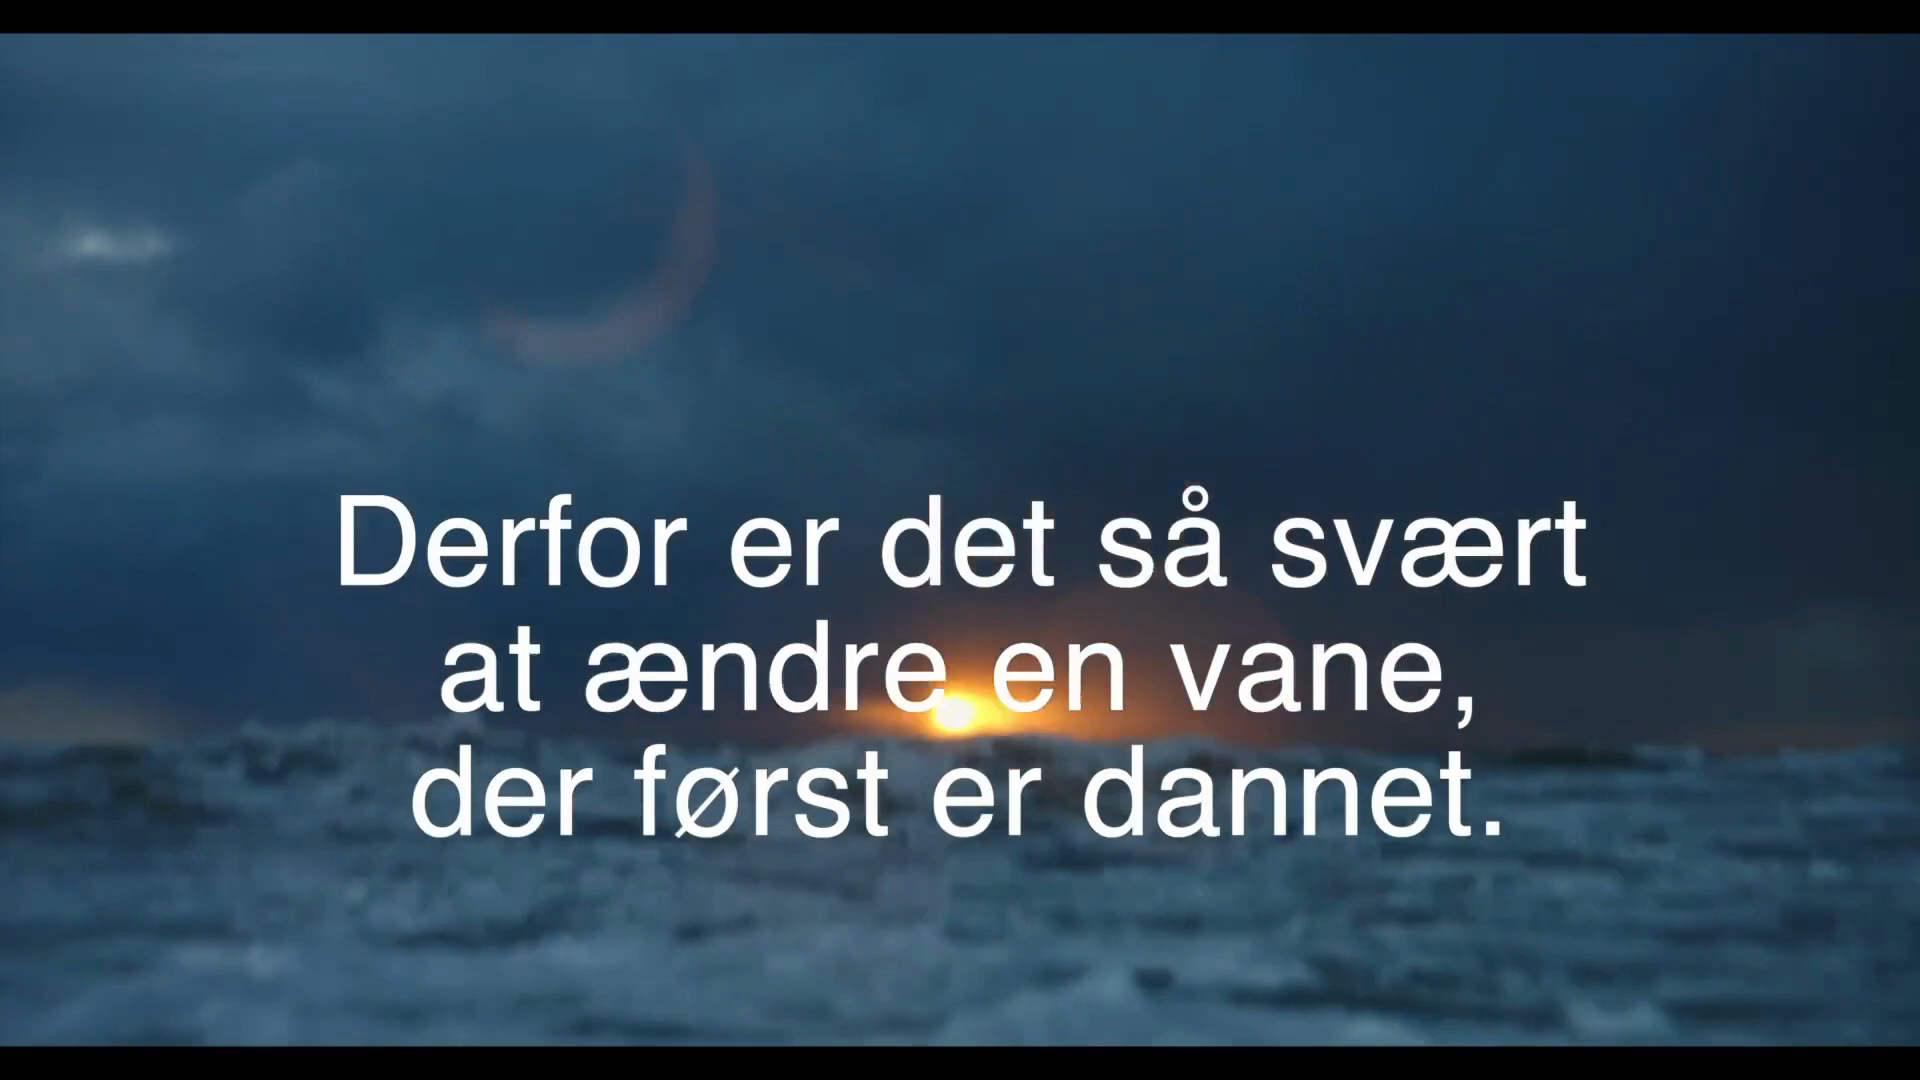 Derfor er det så svært
at ændre en vane,
der først er dannet.